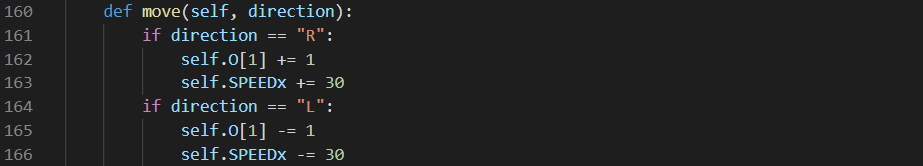 160 def move(self, direction):
161 if direction == "R":
162 self.O[1] += 1
163 self.SPEEDx += 30
164 if direction == "L":
165 self.O[1] -= 1
166 self.SPEEDx -= 30